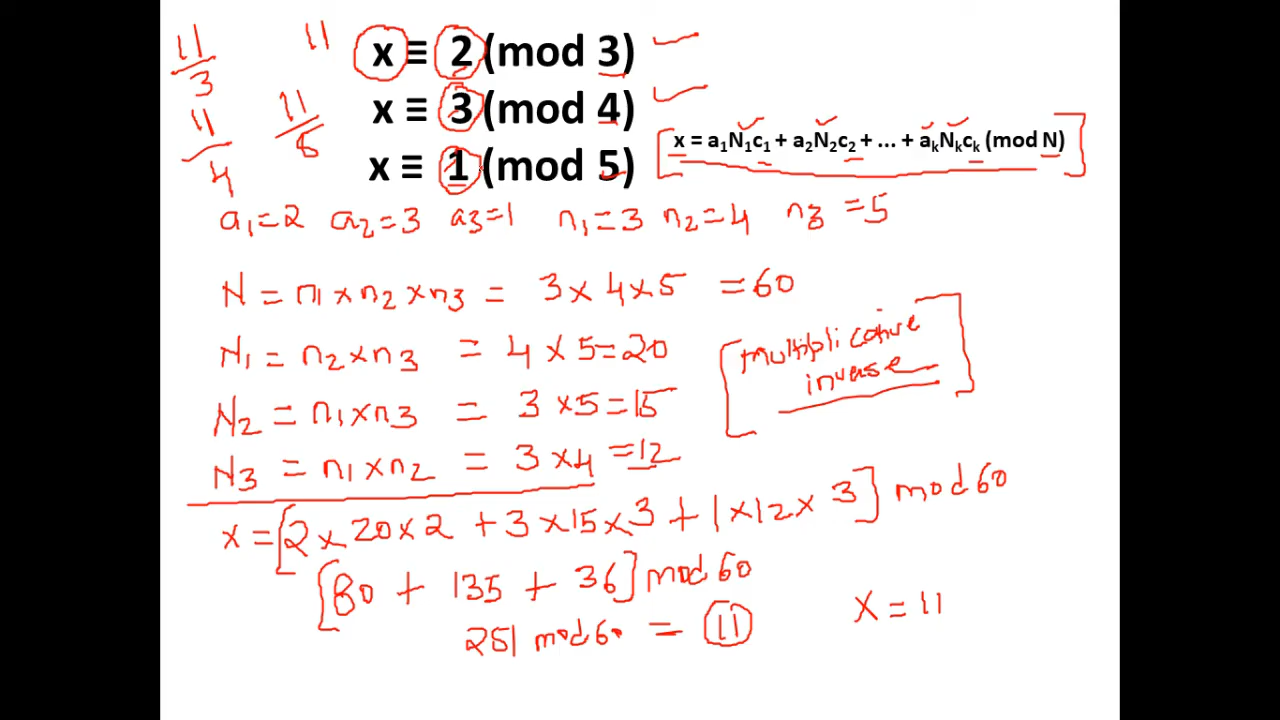 11/3
11
x ≡ 2 (mod 3)
11/4
11/5
x ≡ 3 (mod 4)
x = a₁N₁c₁ + a₂N₂c₂ + ... + aₖNₖcₖ (mod N)
x ≡ 1 (mod 5)
a₁=2 a₂=3 a₃=1 n₁=3 n₂=4 n₃=5
N = n₁×n₂×n₃ = 3×4×5 =60
N₁ = n₂×n₃ = 4×5=20
multiplicative
inverse
N₂ = n₁×n₃ = 3×5=15
N₃ = n₁×n₂ = 3×4 =12
x = [2×20×2 + 3×15×3 + 1×12×3] mod 60
[80 + 135 + 36] mod 60
X = 11
251 mod 60 = 11